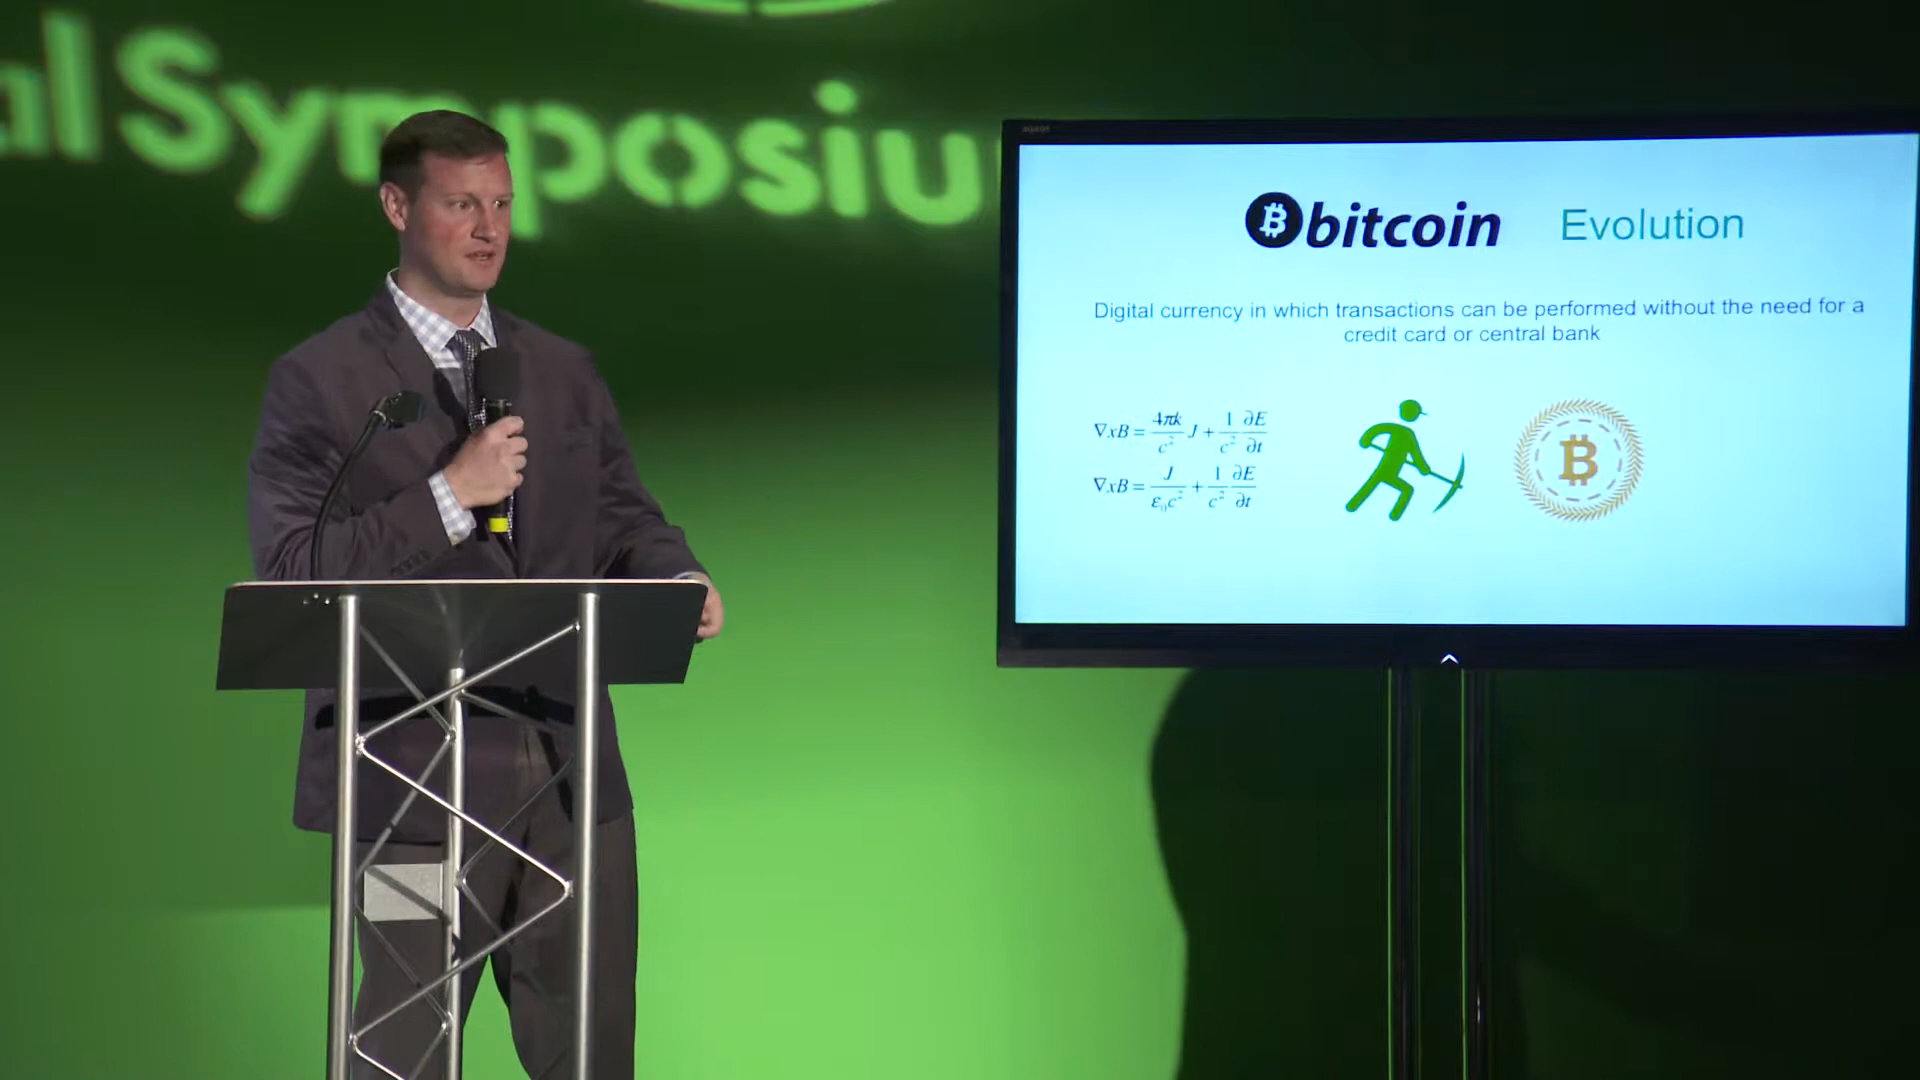 al Symposiu
bitcoin Evolution
Digital currency in which transactions can be performed without the need for a
credit card or central bank
∇xB = 4πk/c² J + 1/c² ∂E/∂t
∇xB = J/ε₀c² + 1/c² ∂E/∂t